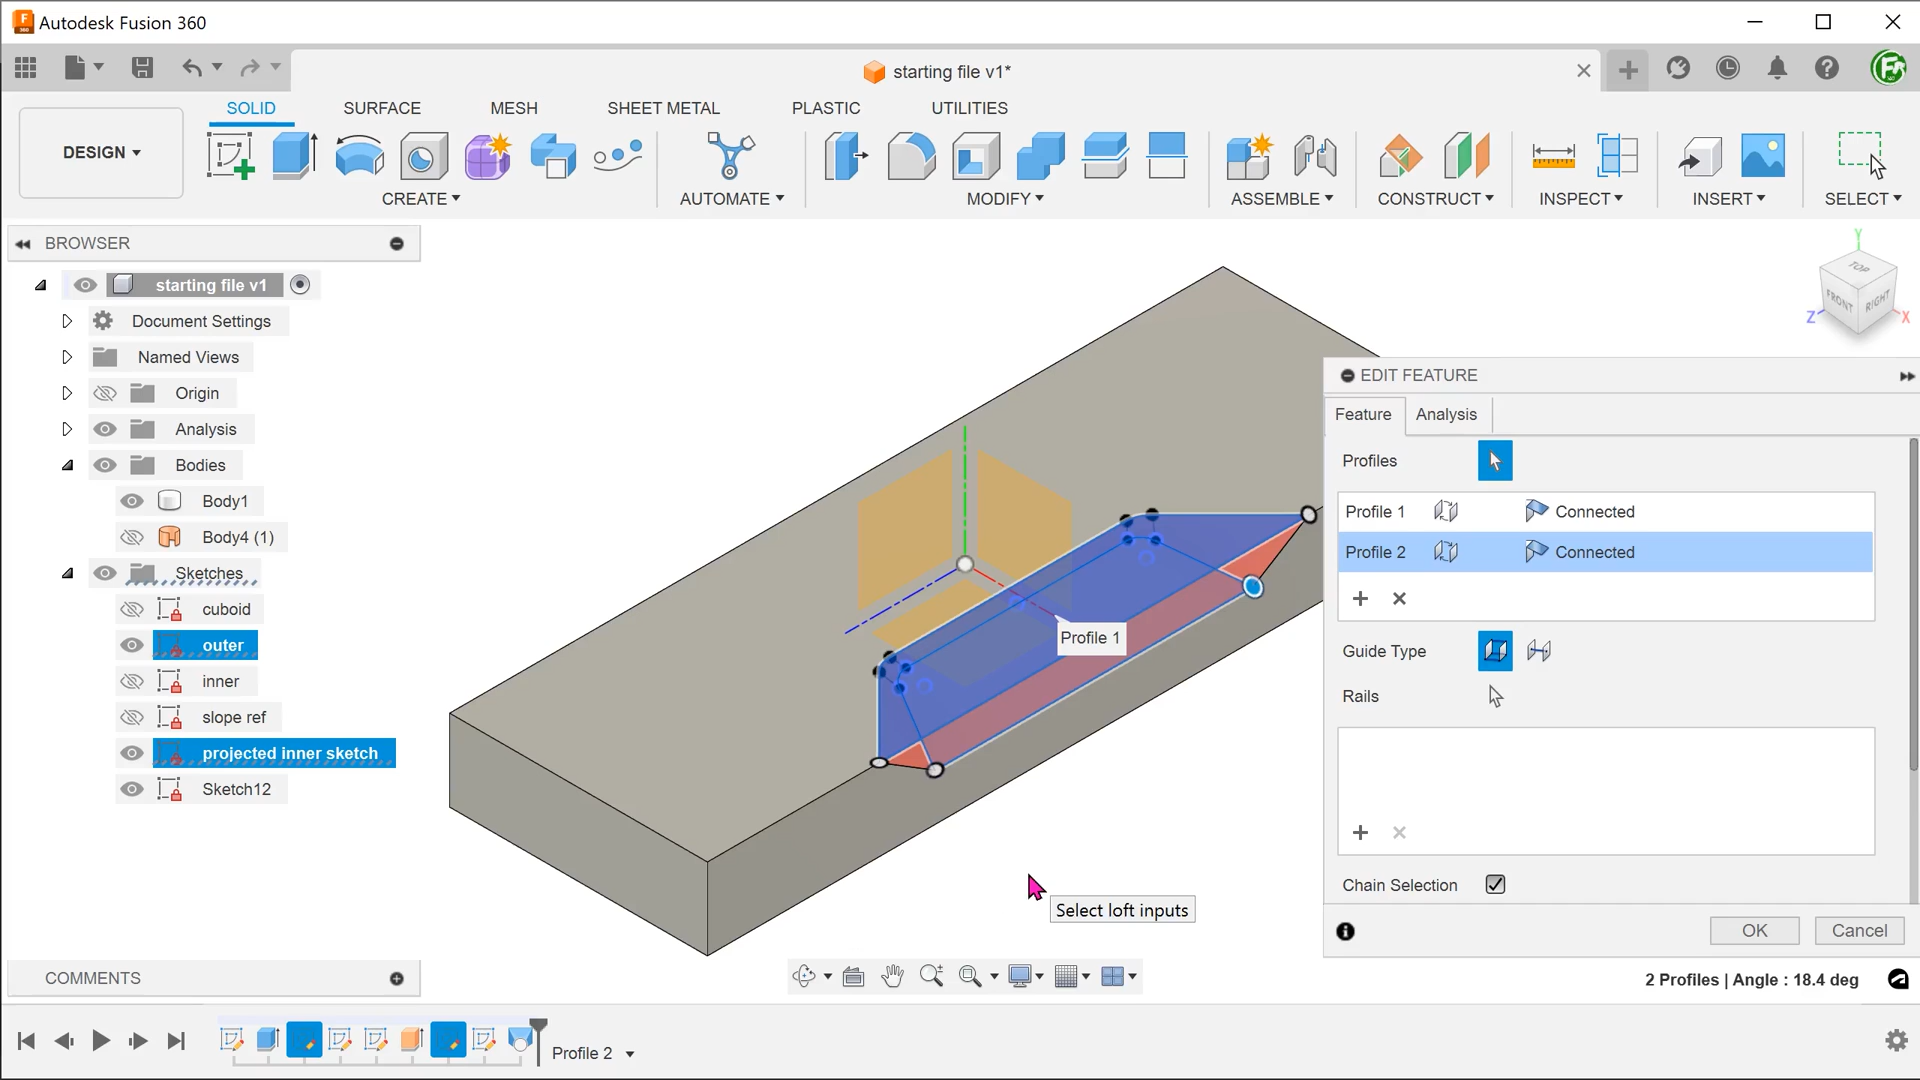 Autodesk Fusion 360
starting file v1*
SOLID
SURFACE
MESH
SHEET METAL
PLASTIC
UTILITIES
DESIGN
CREATE
AUTOMATE
MODIFY
ASSEMBLE
CONSTRUCT
INSPECT
INSERT
SELECT
BROWSER
starting file v1
Document Settings
Named Views
Origin
Analysis
Bodies
Body1
Body4 (1)
Sketches
cuboid
outer
inner
slope ref
projected inner sketch
Sketch12
Y
TOP
FRONT
RIGHT
Z
X
Profile 1
Select loft inputs
EDIT FEATURE
Feature
Analysis
Profiles
Profile 1
Connected
Profile 2
Connected
Guide Type
Rails
Chain Selection
OK
Cancel
COMMENTS
2 Profiles | Angle : 18.4 deg
Profile 2